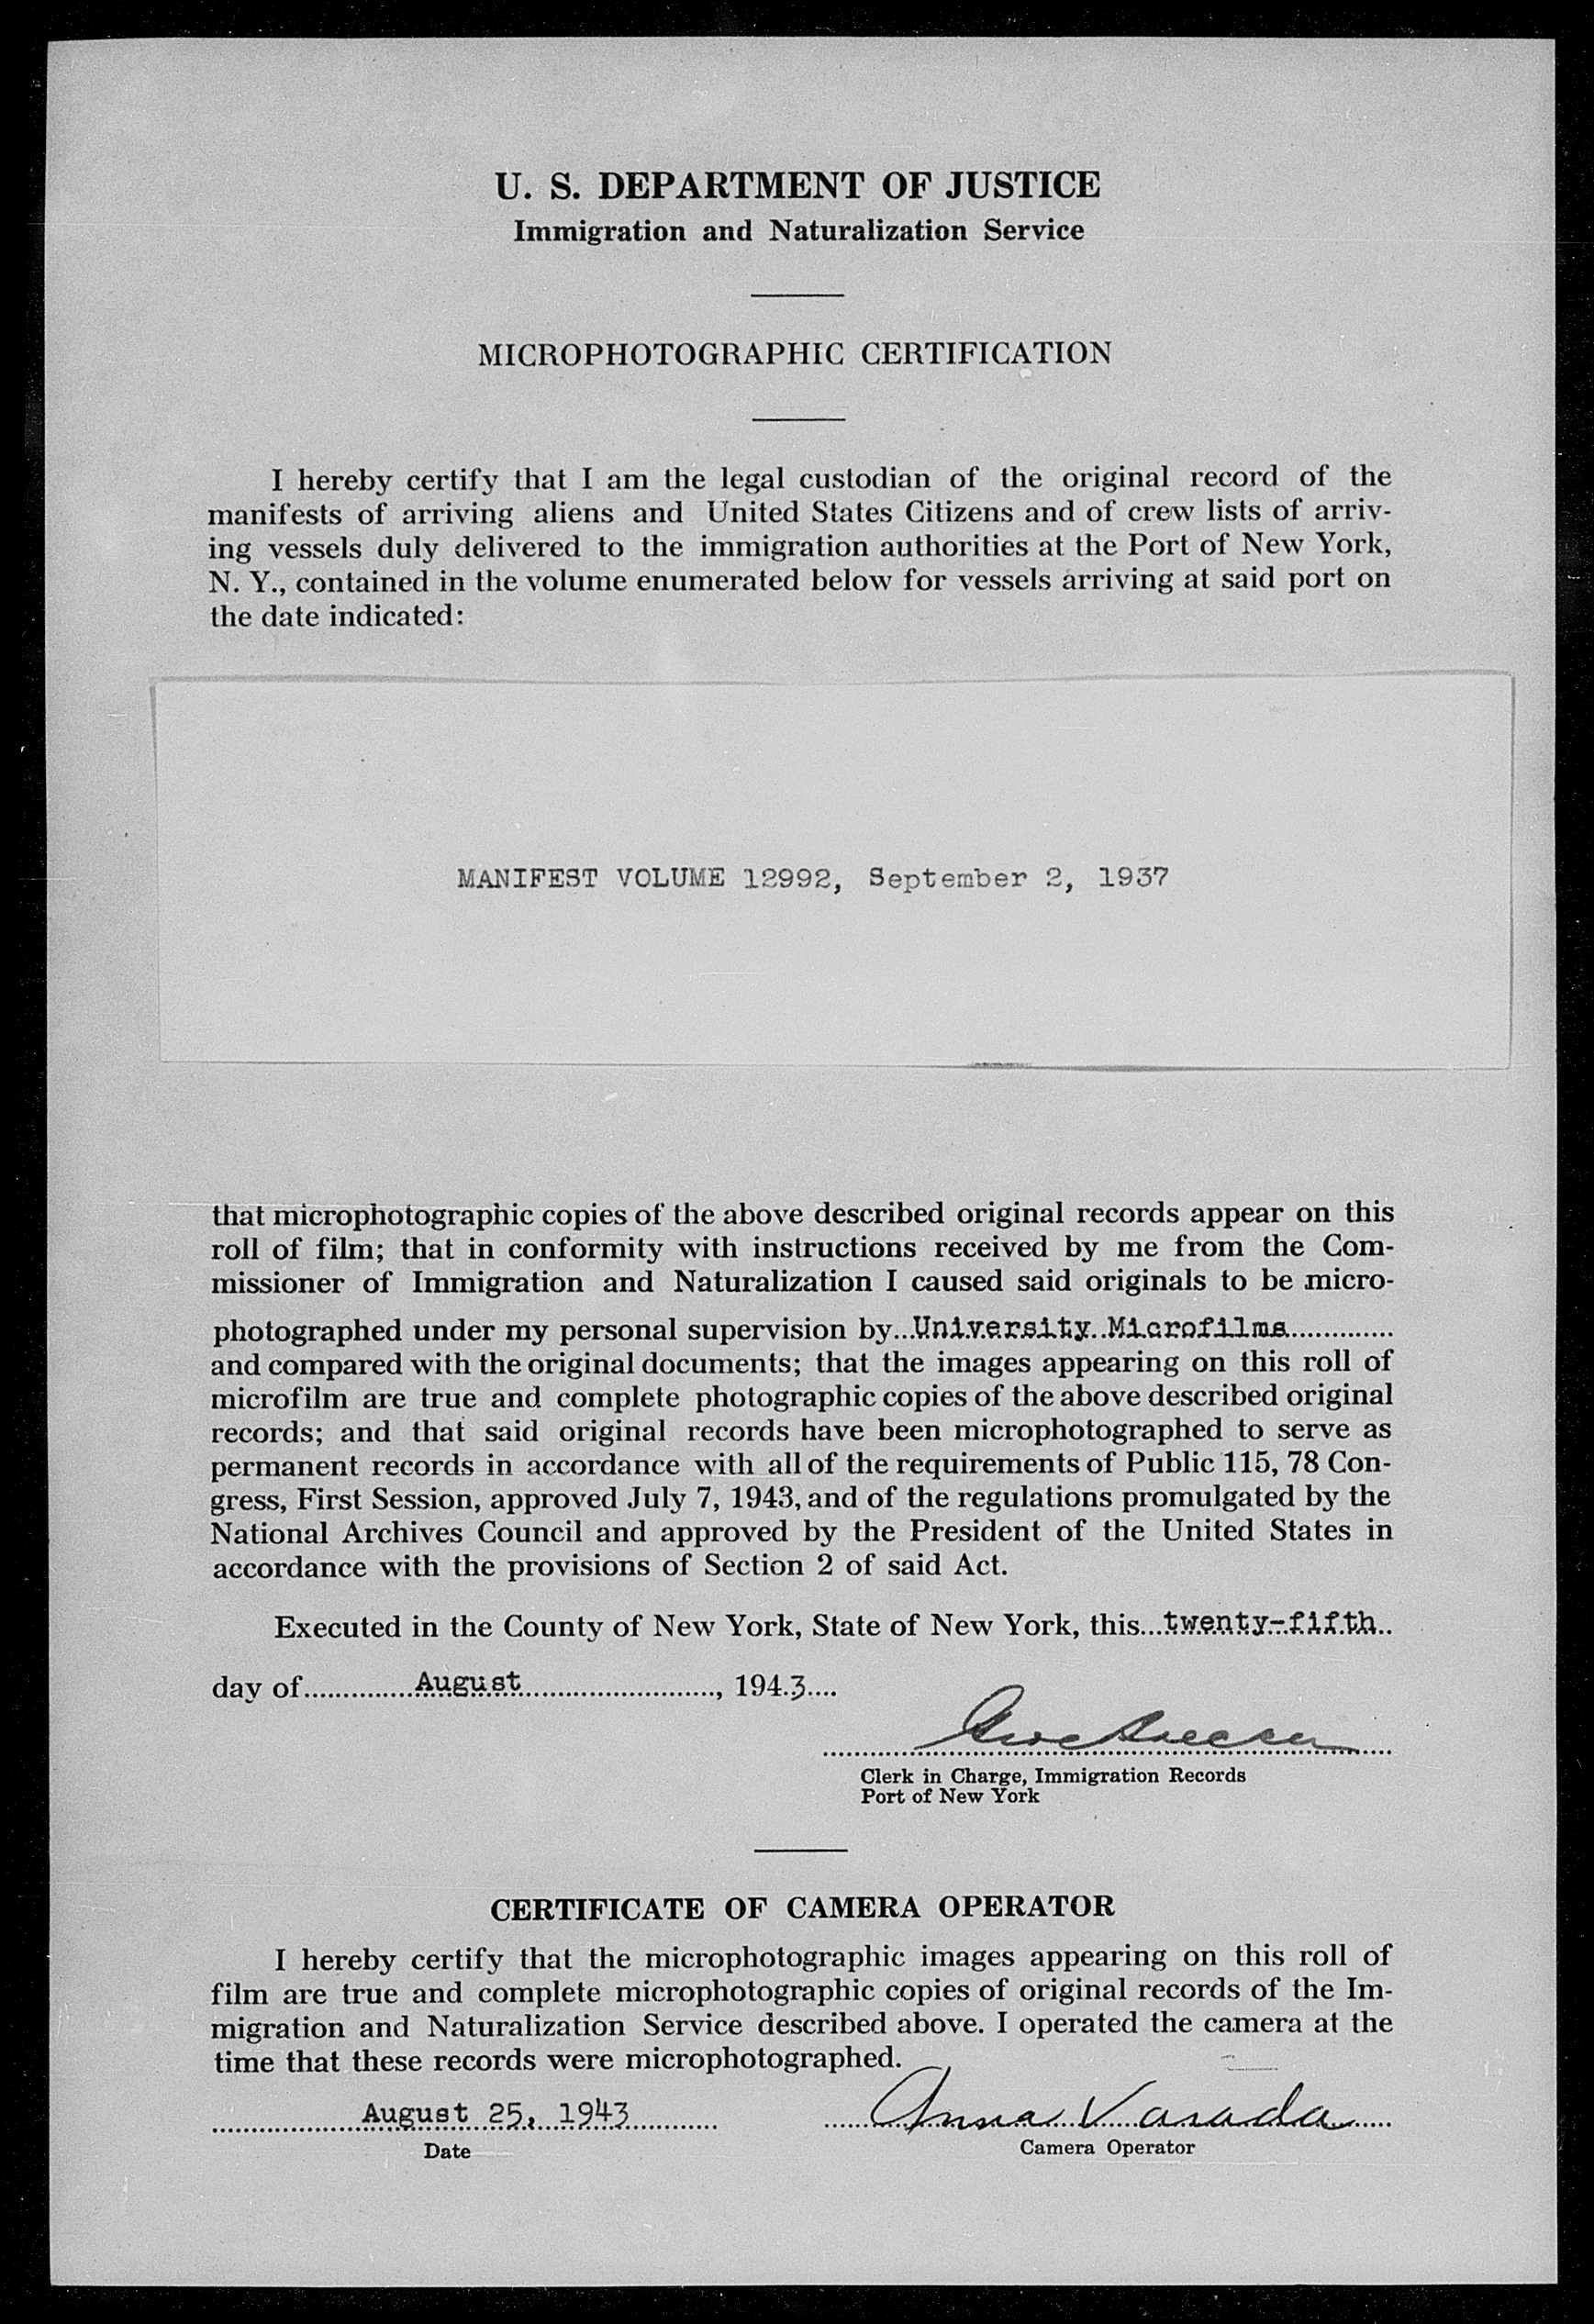 U. S. DEPARTMENT OF JUSTICE
Immigration and Naturalization Service
MICROPHOTOGRAPHIC CERTIFICATION
I hereby certify that I am the legal custodian of the original record of the
manifests of arriving aliens and United States Citizens and of crew lists of arriv-
ing vessels duly delivered to the immigration authorities at the Port of New York,
N. Y., contained in the volume enumerated below for vessels arriving at said port on
the date indicated:
MANIFEST VOLUME 12992, September 2, 1937
that microphotographic copies of the above described original records appear on this
roll of film; that in conformity with instructions received by me from the Com-
missioner of Immigration and Naturalization I caused said originals to be micro-
photographed under my personal supervision by...University Microfilms..............
and compared with the original documents; that the images appearing on this roll of
microfilm are true and complete photographic copies of the above described original
records; and that said original records have been microphotographed to serve as
permanent records in accordance with all of the requirements of Public 115, 78 Con-
gress, First Session, approved July 7, 1943, and of the regulations promulgated by the
National Archives Council and approved by the President of the United States in
accordance with the provisions of Section 2 of said Act.
Executed in the County of New York, State of New York, this...twenty-fifth..
day of..............August........................., 194.3....
Clerk in Charge, Immigration Records
Port of New York
CERTIFICATE OF CAMERA OPERATOR
I hereby certify that the microphotographic images appearing on this roll of
film are true and complete microphotographic copies of original records of the Im-
migration and Naturalization Service described above. I operated the camera at the
time that these records were microphotographed.
August 25, 1943 Anna Vasada
Date Camera Operator